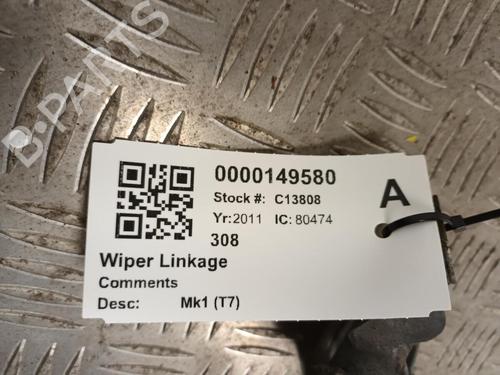 B-PARTS
0000149580
Stock #: C13808
Yr: 2011 IC: 80474
308
A
Wiper Linkage
Comments
Desc: Mk1 (T7)